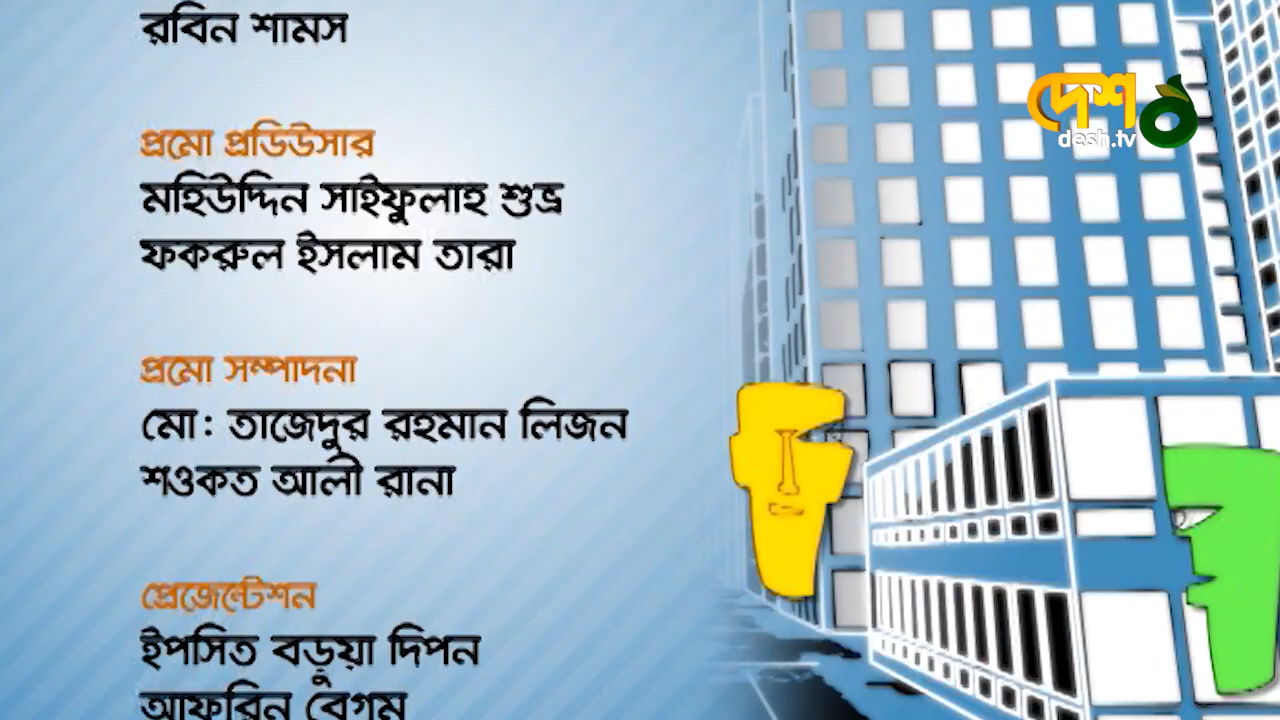 রবিন শামস
প্রমো প্রডিউসার
মহিউদ্দিন সাইফুলাহ শুভ্র
ফকরুল ইসলাম তারা
প্রমো সম্পাদনা
মো: তাজেদুর রহমান লিজন
শওকত আলী রানা
প্রেজেন্টেশন
ইপসিত বড়ুয়া দিপন
আফরিন বেগম
দেশ
desh.tv